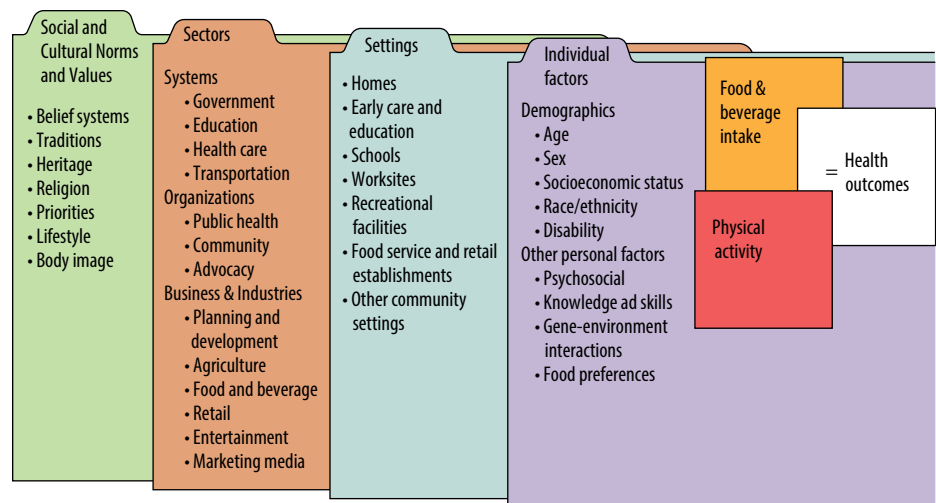 Social and
Cultural Norms
and Values
• Belief systems
• Traditions
• Heritage
• Religion
• Priorities
• Lifestyle
• Body image
Sectors
Systems
• Government
• Education
• Health care
• Transportation
Organizations
• Public health
• Community
• Advocacy
Business & Industries
• Planning and
development
• Agriculture
• Food and beverage
• Retail
• Entertainment
• Marketing media
Settings
• Homes
• Early care and
education
• Schools
• Worksites
• Recreational
facilities
• Food service and retail
establishments
• Other community
settings
Individual
factors
Demographics
• Age
• Sex
• Socioeconomic status
• Race/ethnicity
• Disability
Other personal factors
• Psychosocial
• Knowledge ad skills
• Gene-environment
interactions
• Food preferences
Food &
beverage
intake
Physical
activity
= Health
outcomes